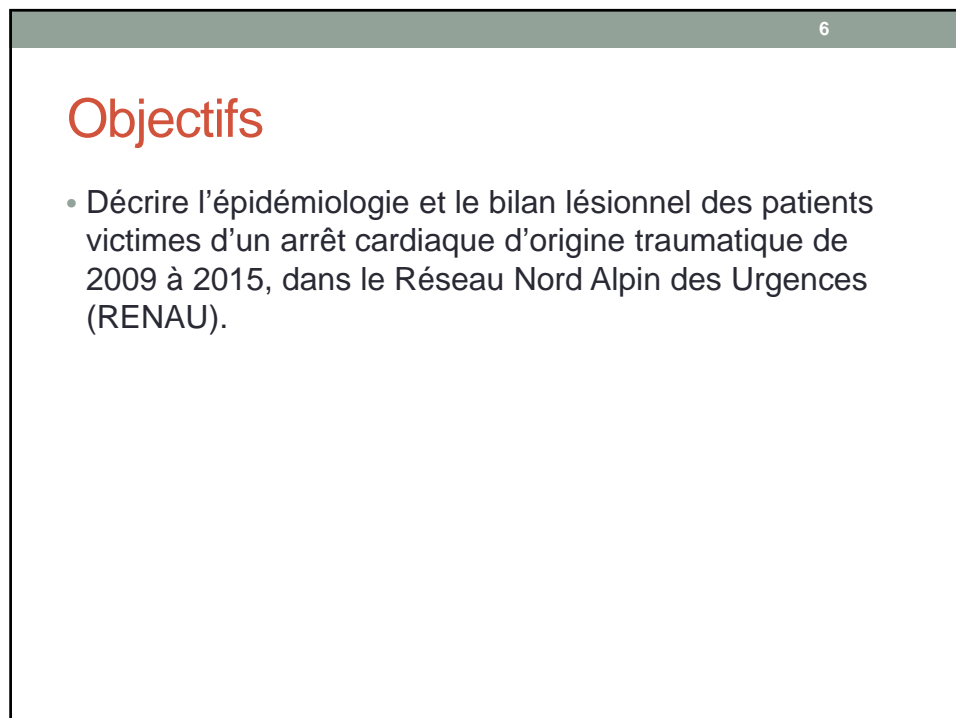 6
Objectifs
• Décrire l’épidémiologie et le bilan lésionnel des patients
victimes d’un arrêt cardiaque d’origine traumatique de
2009 à 2015, dans le Réseau Nord Alpin des Urgences
(RENAU).